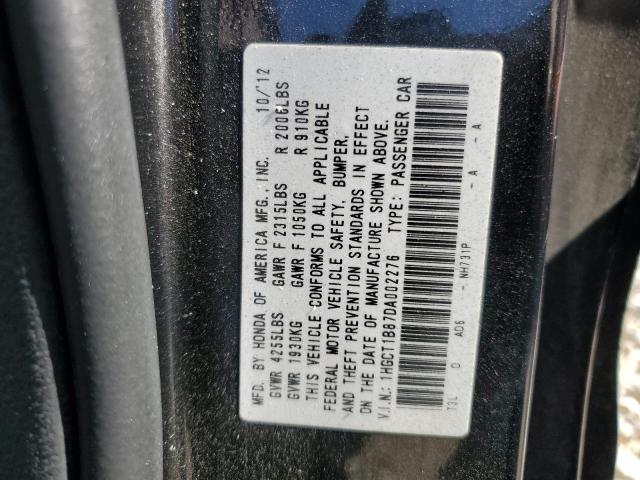 MFD. BY HONDA OF AMERICA MFG., INC. 10/12
GVWR 4255LBS GAWR F 2315LBS R 2006LBS
GVWR 1930KG GAWR F 1050KG R 910KG
THIS VEHICLE CONFORMS TO ALL APPLICABLE
FEDERAL MOTOR VEHICLE SAFETY, BUMPER,
AND THEFT PREVENTION STANDARDS IN EFFECT
ON THE DATE OF MANUFACTURE SHOWN ABOVE.
V.I.N.: 1HGCT1B87DA002276 TYPE: PASSENGER CAR
T3L D AO6 - NH731P - A - A